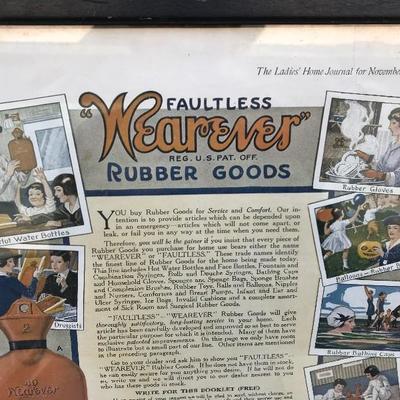 The Ladies' Home Journal for November
FAULTLESS
"Wearever"
REG. U.S. PAT. OFF.
RUBBER GOODS
Hot Water Bottles
Rubber Gloves
Balloons - Rubber
Druggists
Rubber Bathing Caps
Wearever
YOU buy Rubber Goods for Service and Comfort. Our in-
tention is to provide articles which can be depended upon
in an emergency—articles which will not come apart, or
leak, or fail you in any way at the time when you need them.
Therefore, you will be the gainer if you insist that every piece of
Rubber Goods you purchase for home use bears either the name
"WEAREVER" or "FAULTLESS." These trade names identify
the finest line of Rubber Goods for the home being made today.
This line includes Hot Water Bottles and Face Bottles, Fountain and
Combination Syringes, Bulb and Douche Syringes, Bathing Caps
and Household Gloves, Sponges and Sponge Bags, Sponge Brushes
and Complexion Brushes, Rubber Toys, Balls and Balloons, Nipples
and Nursers, Comforters and Breast Pumps, Infant and Ear and
Ulcer Syringes, Ice Bags, Invalid Cushions and a complete assort-
ment of Sick Room and Surgical Rubber Goods.
"FAULTLESS"—"WEAREVER" Rubber Goods will give
thoroughly satisfactory, long-lasting service in your home. Each
article has been carefully developed and improved so as best to serve
the particular purpose for which it is intended. Many of them have
exclusive patented improvements. On this page we only have room
to illustrate but a small part of our line. Other items are mentioned
in the preceding paragraph.
Go to your dealer and ask him to show you "FAULTLESS"—
"WEAREVER" Rubber Goods. If he does not have them in stock,
he can easily secure for you anything you wish. If he will not do
so, write us and we will direct you to our dealer nearest to you
who has these goods in stock.
WRITE FOR THIS BOOKLET (FREE)